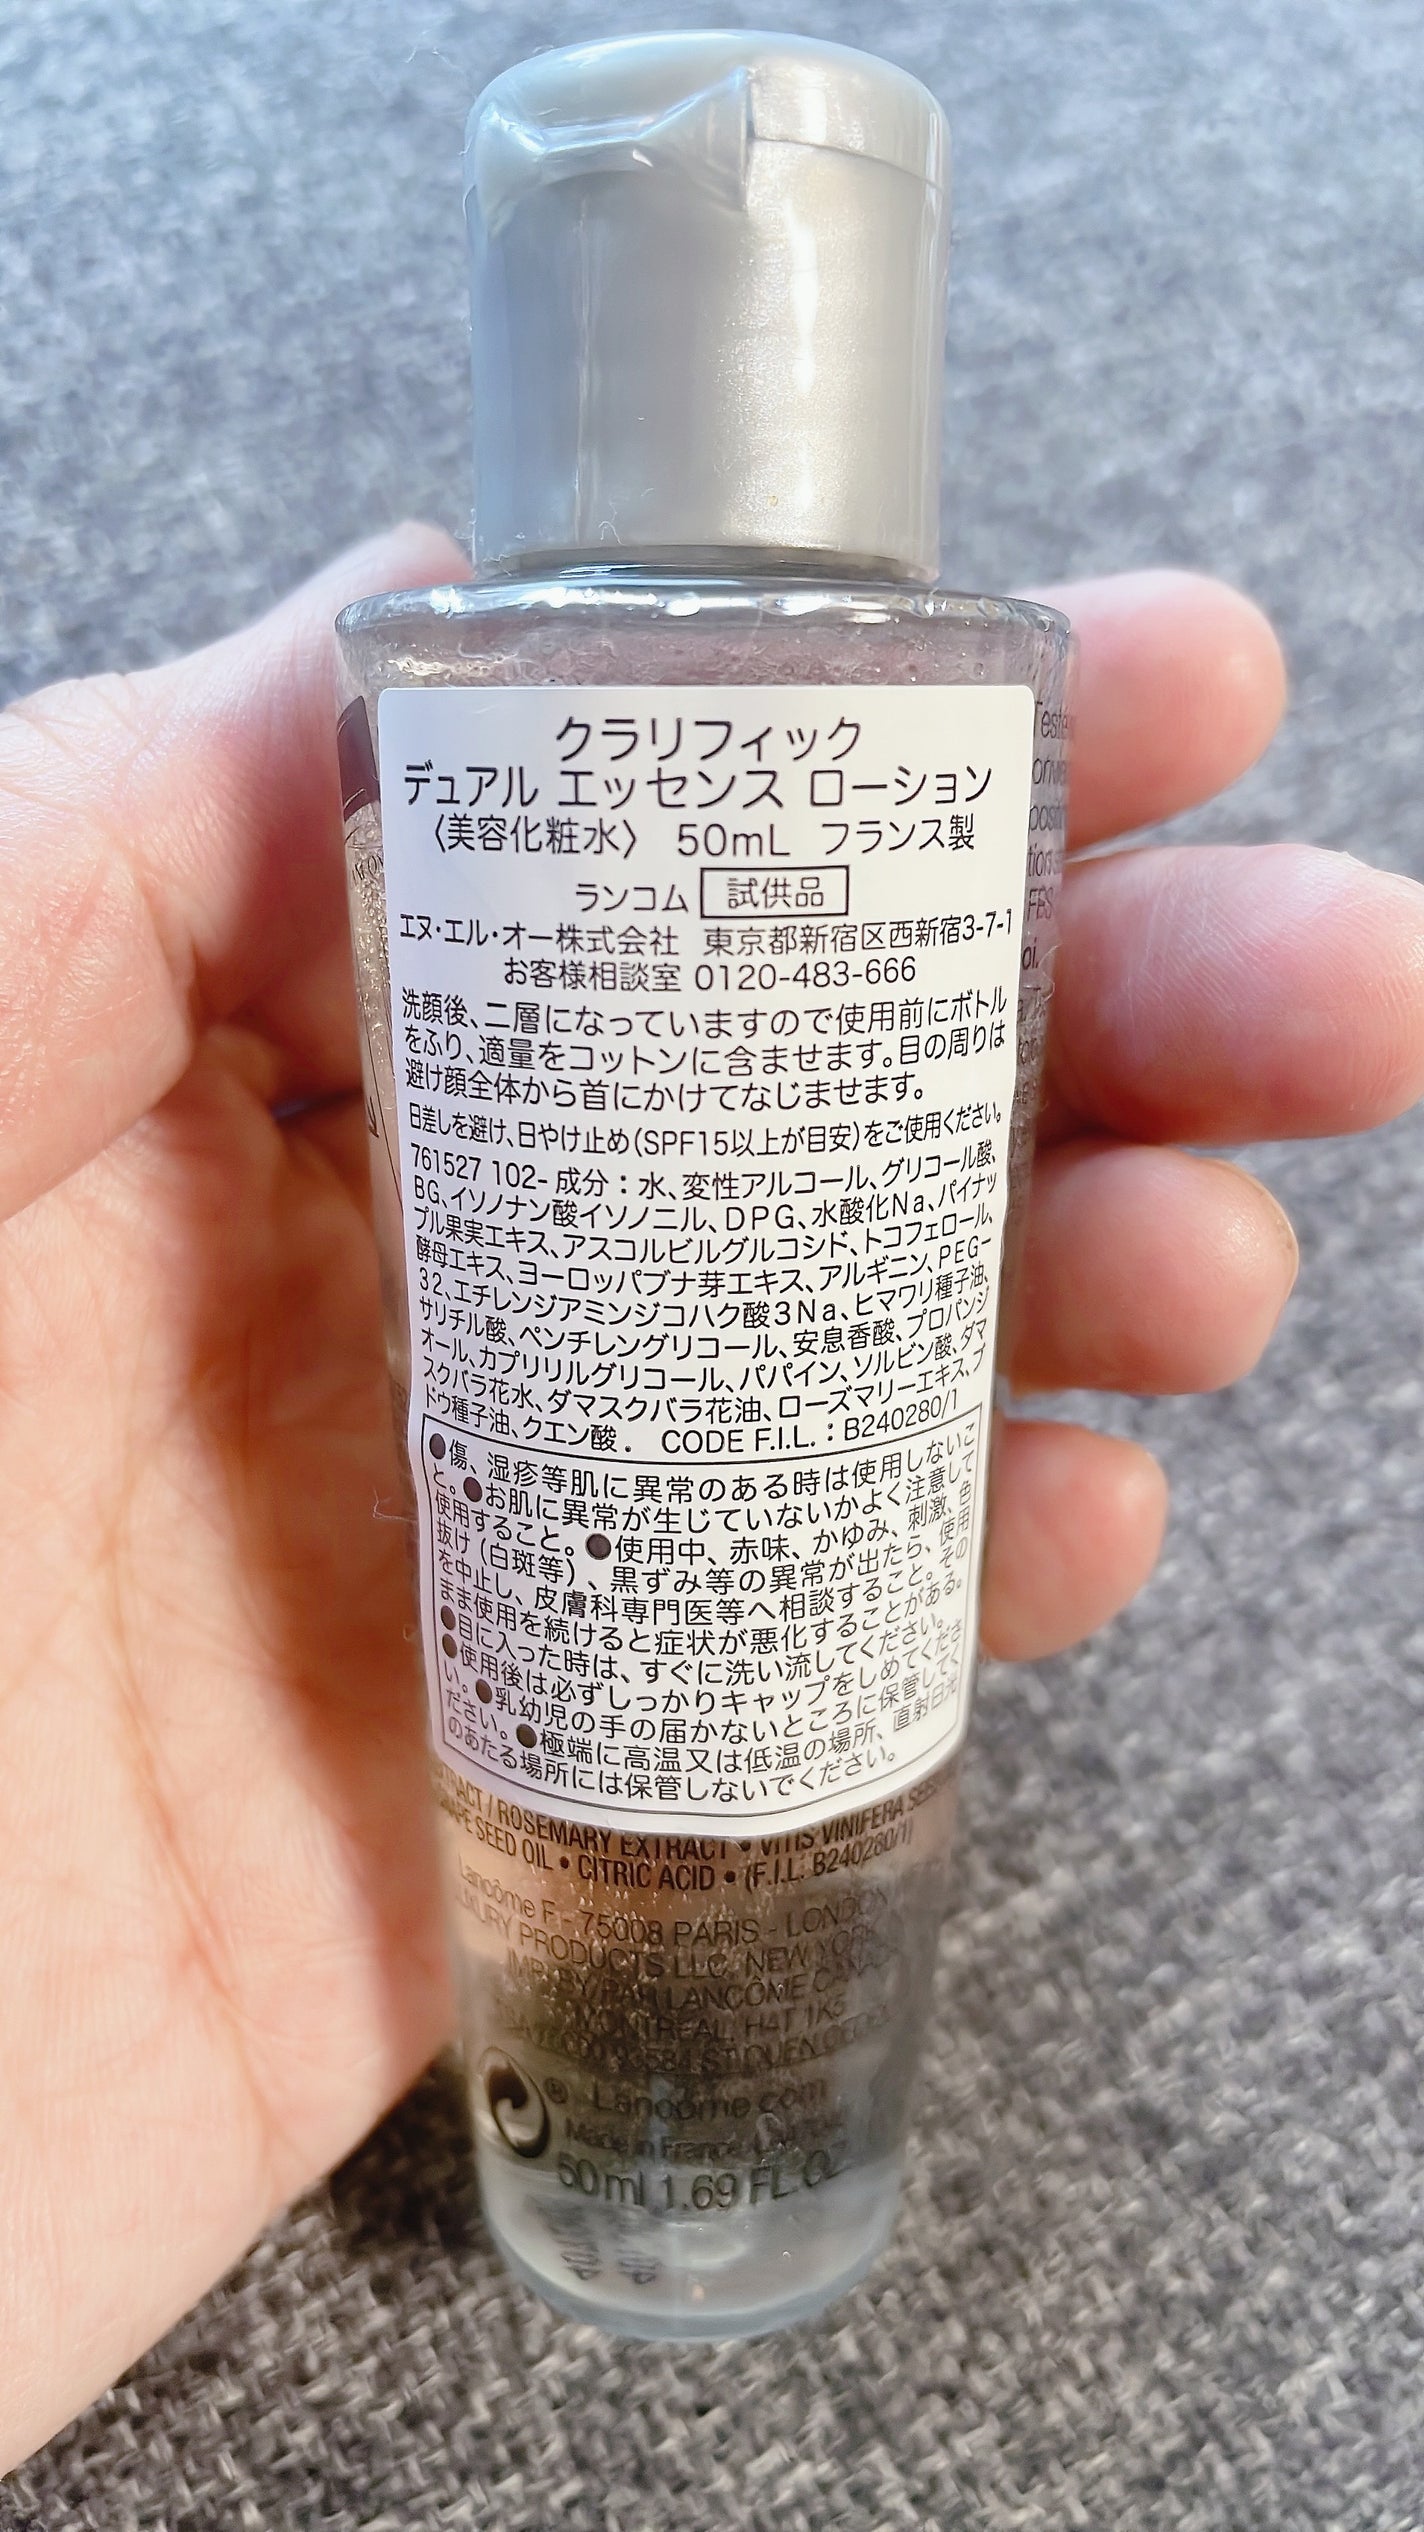 クラリフィック
デュアル エッセンス ローション
〈美容化粧水〉 50mL フランス製
ランコム 試供品
エヌ・エル・オー株式会社 東京都新宿区西新宿3-7-1
お客様相談室 0120-483-666
洗顔後、二層になっていますので使用前にボトル
をふり、適量をコットンに含ませます。目の周りは
避け顔全体から首にかけてなじませます。
日差しを避け、日やけ止め(SPF15以上が目安)をご使用ください。
761527 102- 成分：水、変性アルコール、グリコール酸、
BG、イソノナン酸イソノニル、DPG、水酸化Na、パイナッ
プル果実エキス、アスコルビルグルコシド、トコフェロール、
酵母エキス、ヨーロッパブナ芽エキス、アルギニン、PEG-
32、エチレンジアミンジコハク酸3Na、ヒマワリ種子油、
サリチル酸、ペンチレングリコール、安息香酸、プロパンジ
オール、カプリリルグリコール、パパイン、ソルビン酸、ダマ
スクバラ花水、ダマスクバラ花油、ローズマリーエキス、ブ
ドウ種子油、クエン酸． CODE F.I.L.：B240280/1
●傷、湿疹等肌に異常のある時は使用しないこ
と。●お肌に異常が生じていないかよく注意して
使用すること。●使用中、赤味、かゆみ、刺激、色
抜け（白斑等）、黒ずみ等の異常が出たら、使用
を中止し、皮膚科専門医等へ相談すること。その
まま使用を続けると症状が悪化することがある。
●目に入った時は、すぐに洗い流してください。
●使用後は必ずしっかりキャップをしめてくださ
い。●乳幼児の手の届かないところに保管して
ください。●極端に高温又は低温の場所、直射日光
のあたる場所には保管しないでください。
/ ROSEMARY EXTRACT • VITIS VINIFERA
SEED OIL • CITRIC ACID • (F.I.L. B240280/1)
Lancôme F - 75008 PARIS - LONDON
LUXURY PRODUCTS LLC, NEW YORK
IMP. BY/PAR LANCÔME CANADA
MONTREAL, H4T 1K5
® Lancome.com
Made in France
50 ml 1.69 FL.OZ